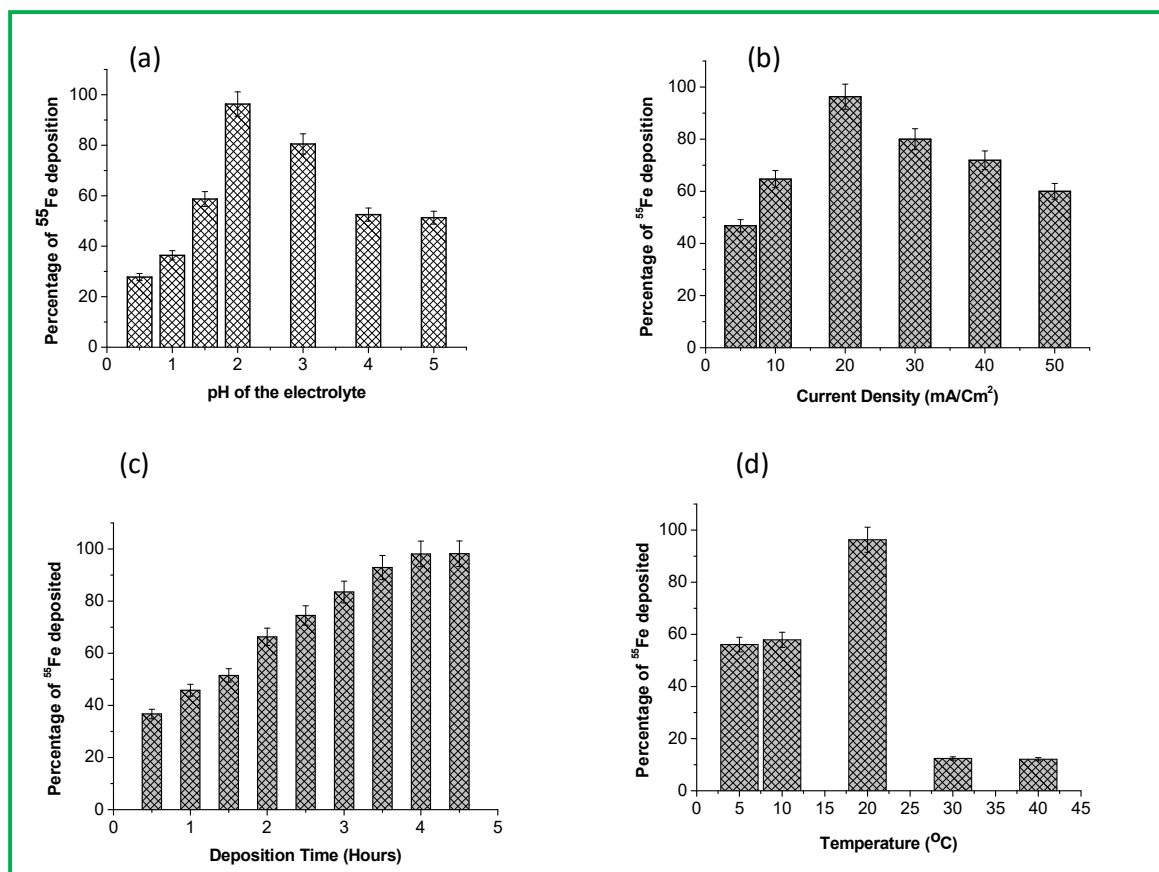 (a)
Percentage of ⁵⁵Fe deposition
100
80
60
40
20
0
0 1 2 3 4 5
pH of the electrolyte
(b)
Percentage of ⁵⁵Fe deposition
100
80
60
40
20
0
0 10 20 30 40 50
Current Density (mA/Cm²)
(c)
Percentage of ⁵⁵Fe deposited
100
80
60
40
20
0
0 1 2 3 4 5
Deposition Time (Hours)
(d)
Percentage of ⁵⁵Fe deposited
100
80
60
40
20
0
0 5 10 15 20 25 30 35 40 45
Temperature (ᴼC)